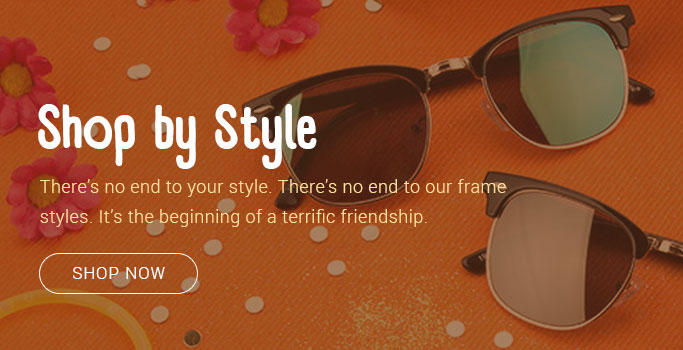 Shop by Style
There's no end to your style. There's no end to our frame
styles. It's the beginning of a terrific friendship.
SHOP NOW